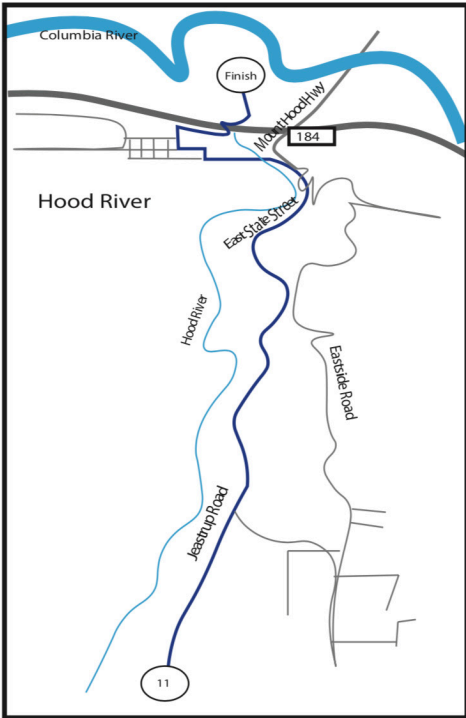 Columbia River
Finish
Mount Hood Hwy
184
Hood River
East State Street
Hood River
Eastside Road
Jeastrup Road
11